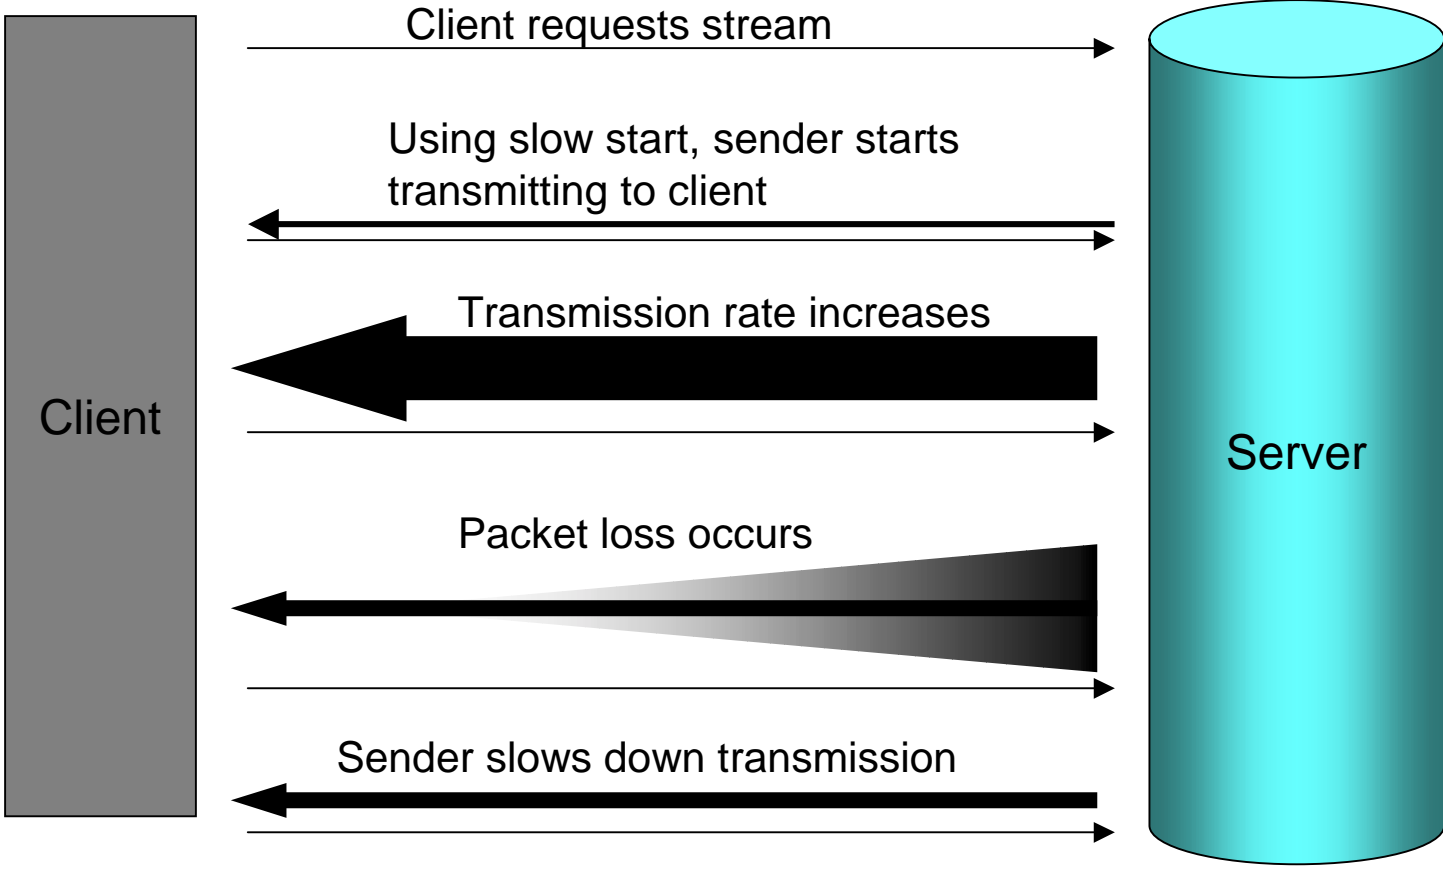 Client requests stream
Using slow start, sender starts
transmitting to client
Transmission rate increases
Client
Server
Packet loss occurs
Sender slows down transmission